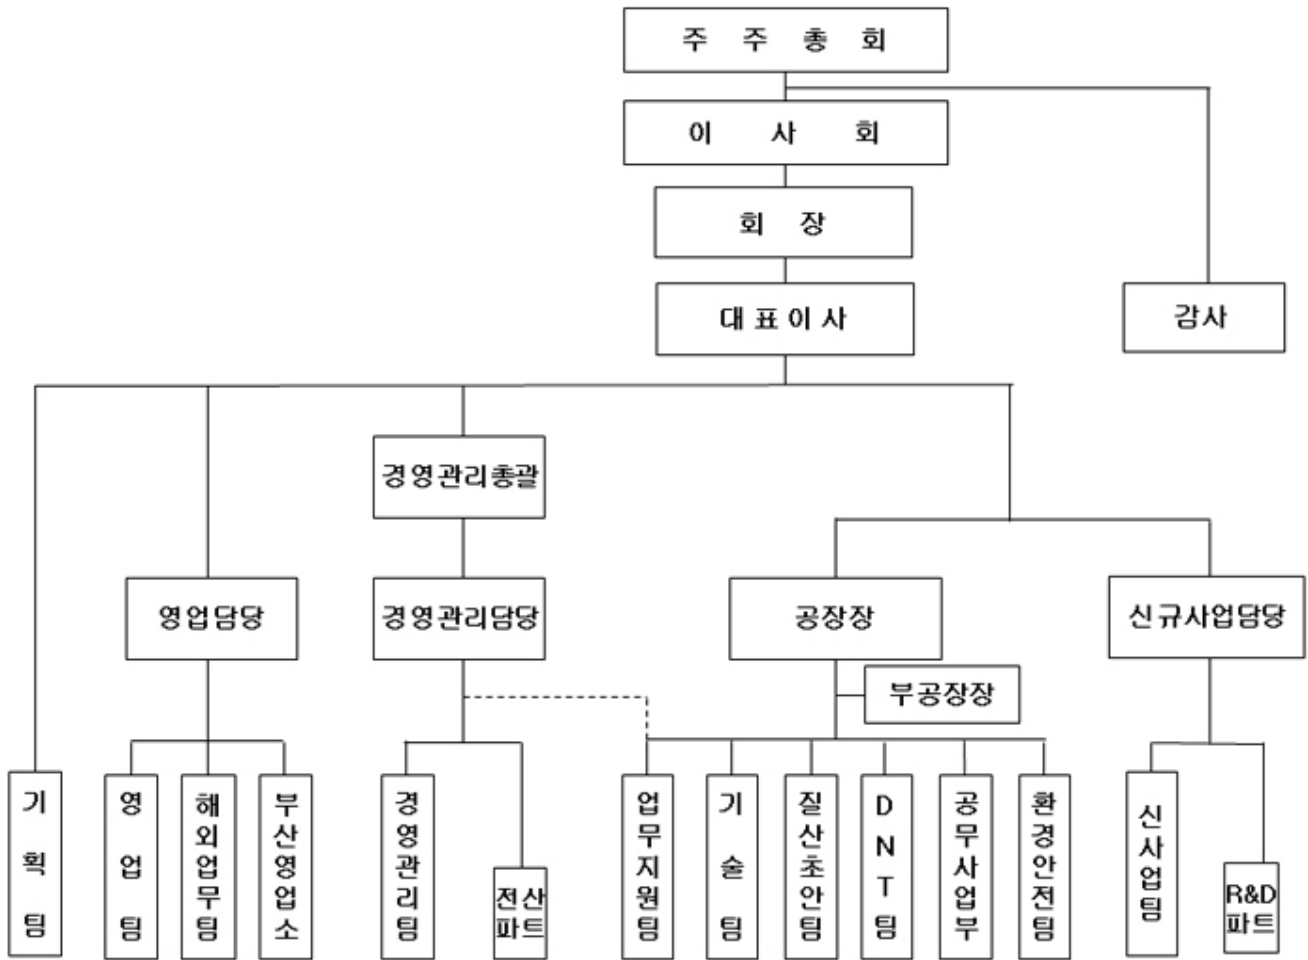 주 주 총 회
이 사 회
회 장
대 표 이 사
감사
경영관리총괄
영업담당
경영관리담당
공장장
신규사업담당
부공장장
기획팀
영업팀
해외업무팀
부산영업소
경영관리팀
전산
파트
업무지원팀
기술팀
질산초안팀
DNT팀
공무사업부
환경안전팀
신사업팀
R&D
파트